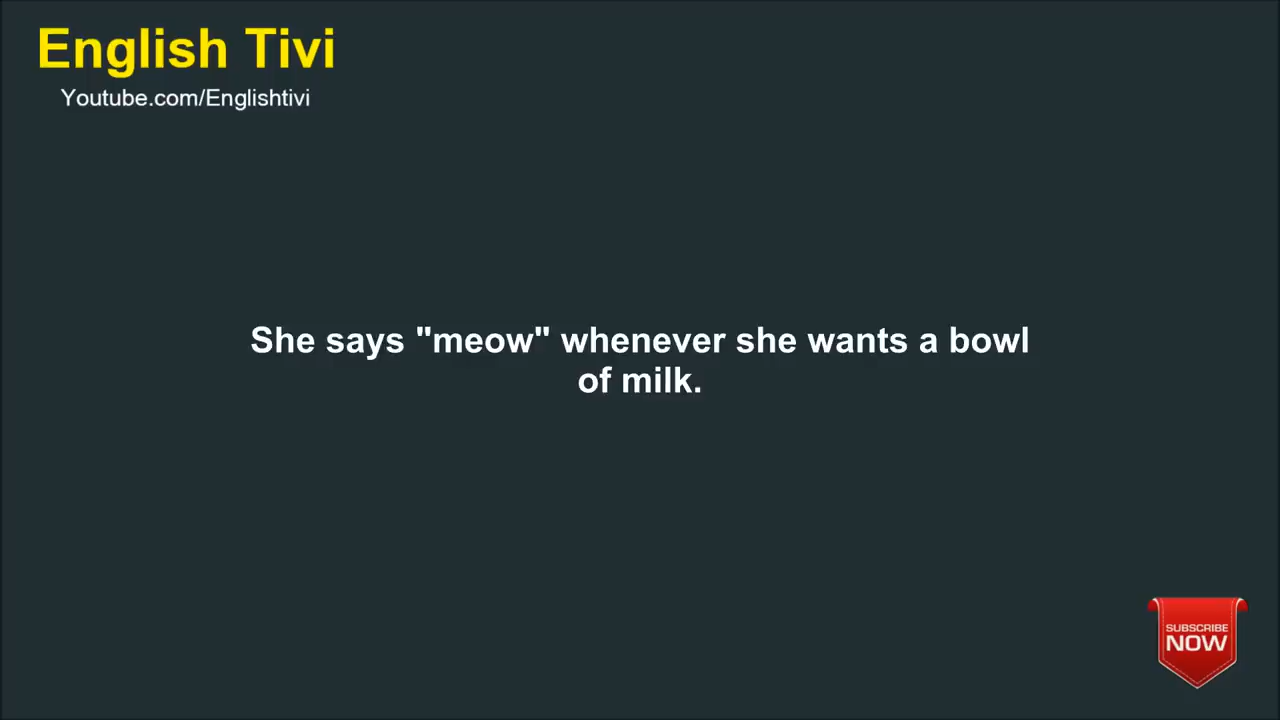 English Tivi
Youtube.com/Englishtivi
She says "meow" whenever she wants a bowl
of milk.
SUBSCRIBE
NOW